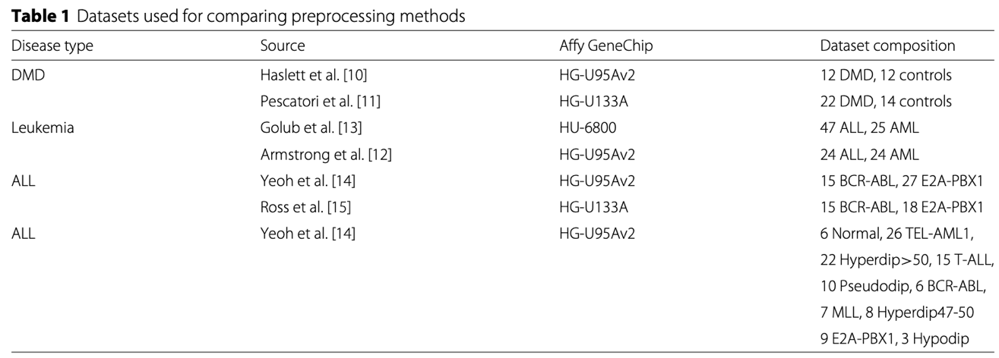 Table 1 Datasets used for comparing preprocessing methods
Disease type Source Affy GeneChip Dataset composition
DMD Haslett et al. [10] HG-U95Av2 12 DMD, 12 controls
Pescatori et al. [11] HG-U133A 22 DMD, 14 controls
Leukemia Golub et al. [13] HU-6800 47 ALL, 25 AML
Armstrong et al. [12] HG-U95Av2 24 ALL, 24 AML
ALL Yeoh et al. [14] HG-U95Av2 15 BCR-ABL, 27 E2A-PBX1
Ross et al. [15] HG-U133A 15 BCR-ABL, 18 E2A-PBX1
ALL Yeoh et al. [14] HG-U95Av2 6 Normal, 26 TEL-AML1,
22 Hyperdip>50, 15 T-ALL,
10 Pseudodip, 6 BCR-ABL,
7 MLL, 8 Hyperdip47-50
9 E2A-PBX1, 3 Hypodip